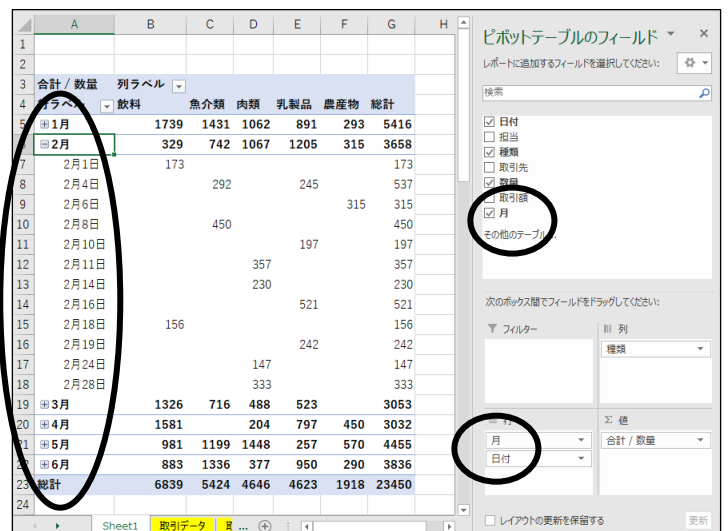 A B C D E F G H
1
2
3 合計 / 数量 列ラベル
4 行ラベル 飲料 魚介類 肉類 乳製品 農産物 総計
5 1月 1739 1431 1062 891 293 5416
2月 329 742 1067 1205 315 3658
7 2月1日 173 173
8 2月4日 292 245 537
9 2月6日 315 315
10 2月8日 450 450
11 2月10日 197 197
12 2月11日 357 357
13 2月14日 230 230
14 2月16日 521 521
15 2月18日 156 156
16 2月19日 242 242
17 2月24日 147 147
18 2月28日 333 333
19 3月 1326 716 488 523 3053
20 4月 1581 204 797 450 3032
21 5月 981 1199 1448 257 570 4455
22 6月 883 1336 377 950 290 3836
23 総計 6839 5424 4646 4623 1918 23450
24
Sheet1 取引データ ...
ピボットテーブルのフィールド
レポートに追加するフィールドを選択してください:
検索
日付
担当
種類
取引先
数量
取引額
月
その他のテーブル...
次のボックス間でフィールドをドラッグしてください:
フィルター
列
種類
行
月
日付
Σ 値
合計 / 数量
レイアウトの更新を保留する
更新